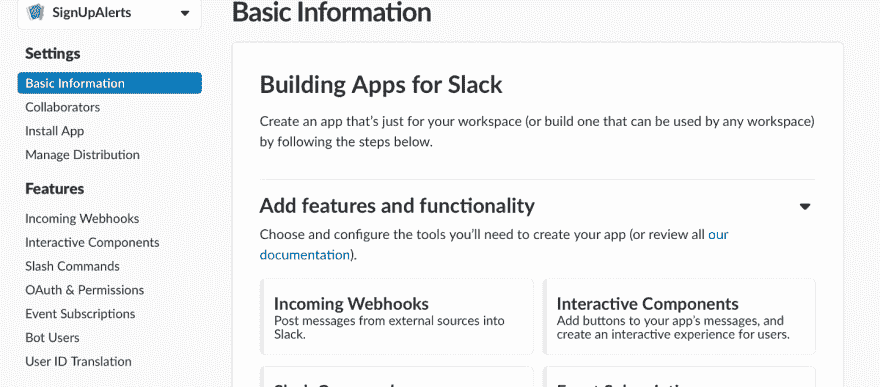 SignUpAlerts
Settings
Basic Information
Collaborators
Install App
Manage Distribution
Features
Incoming Webhooks
Interactive Components
Slash Commands
OAuth & Permissions
Event Subscriptions
Bot Users
User ID Translation
Basic Information
Building Apps for Slack
Create an app that's just for your workspace (or build one that can be used by any workspace)
by following the steps below.
Add features and functionality
Choose and configure the tools you'll need to create your app (or review all our
documentation).
Incoming Webhooks
Post messages from external sources into
Slack.
Interactive Components
Add buttons to your app's messages, and
create an interactive experience for users.